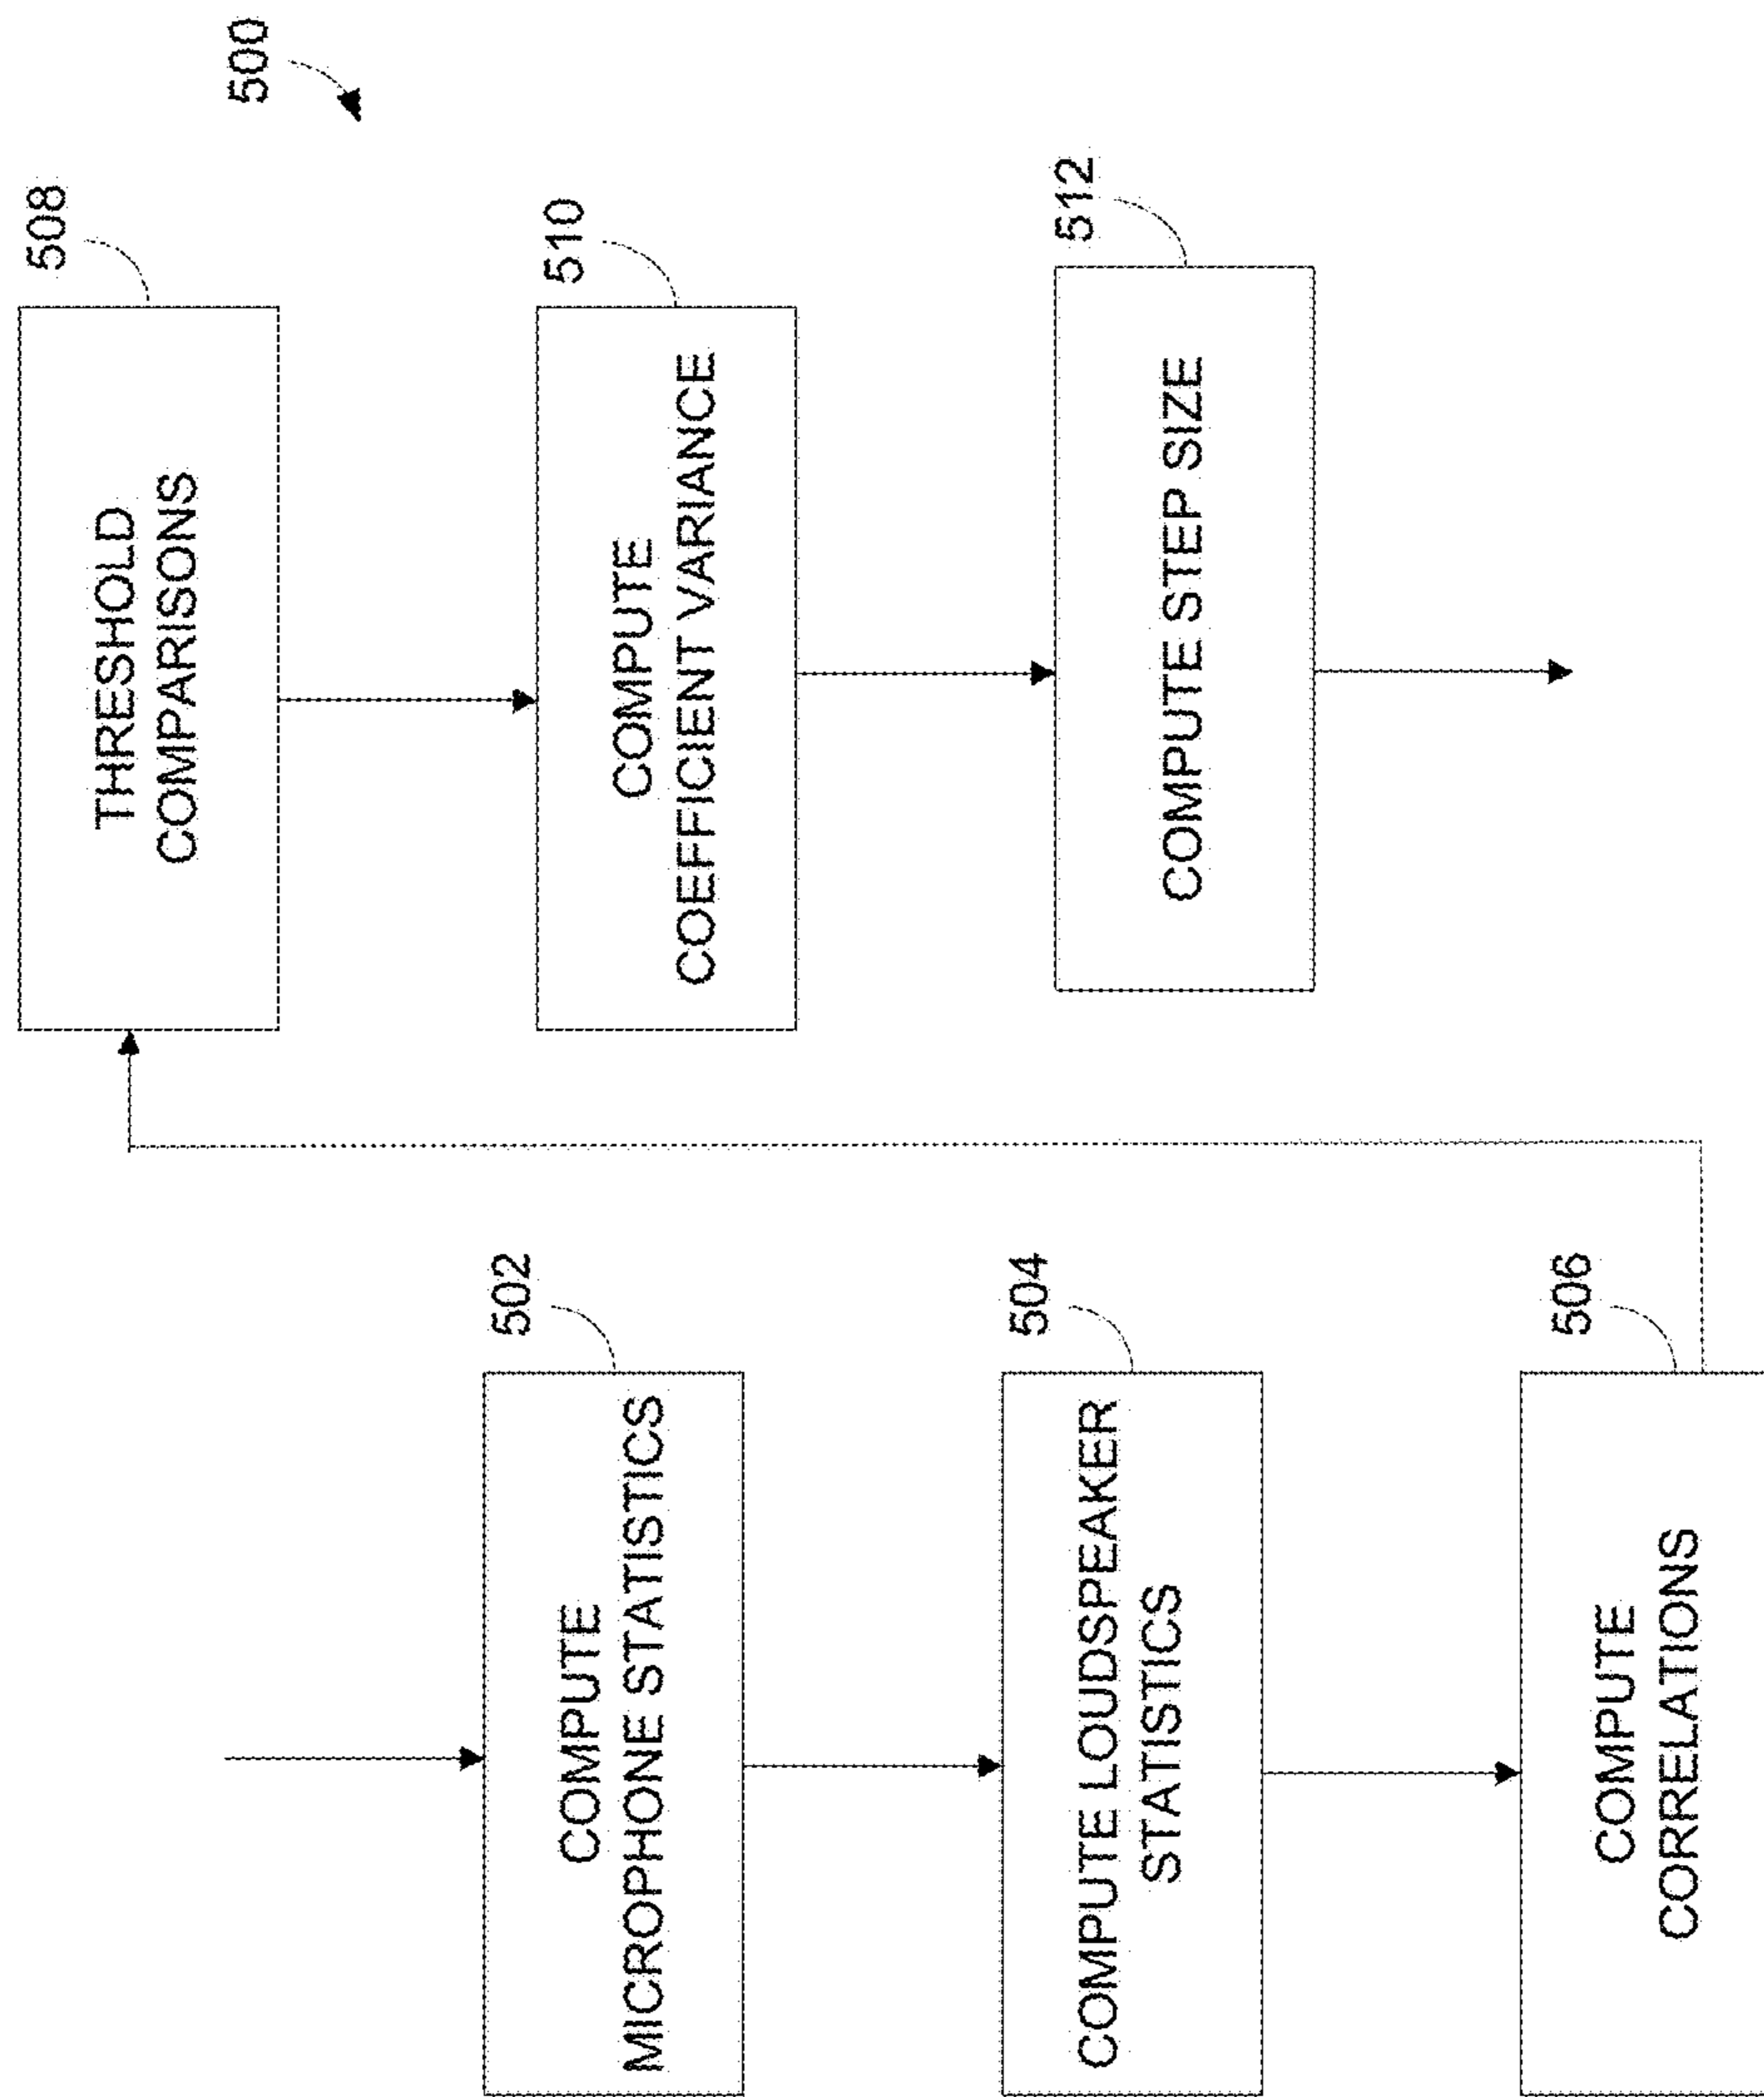 500
502
COMPUTE
MICROPHONE STATISTICS
504
COMPUTE LOUDSPEAKER
STATISTICS
506
COMPUTE
CORRELATIONS
508
THRESHOLD
COMPARISONS
510
COMPUTE
COEFFICIENT VARIANCE
512
COMPUTE STEP SIZE